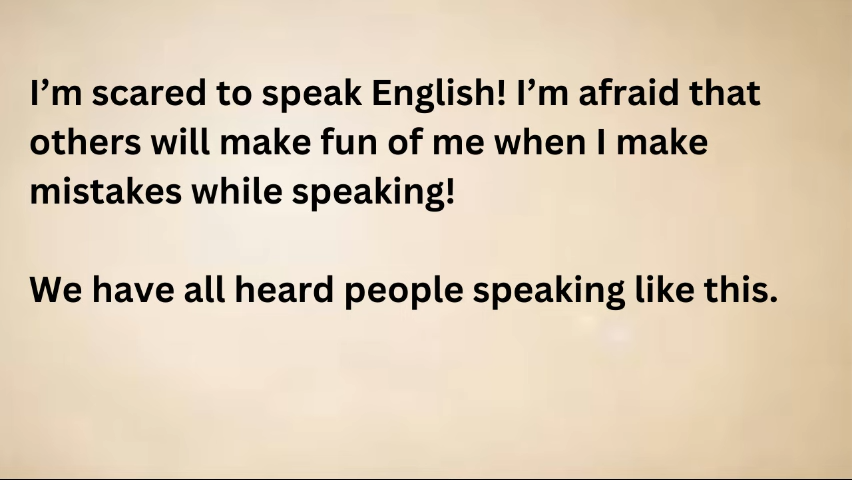 I’m scared to speak English! I’m afraid that
others will make fun of me when I make
mistakes while speaking!
We have all heard people speaking like this.